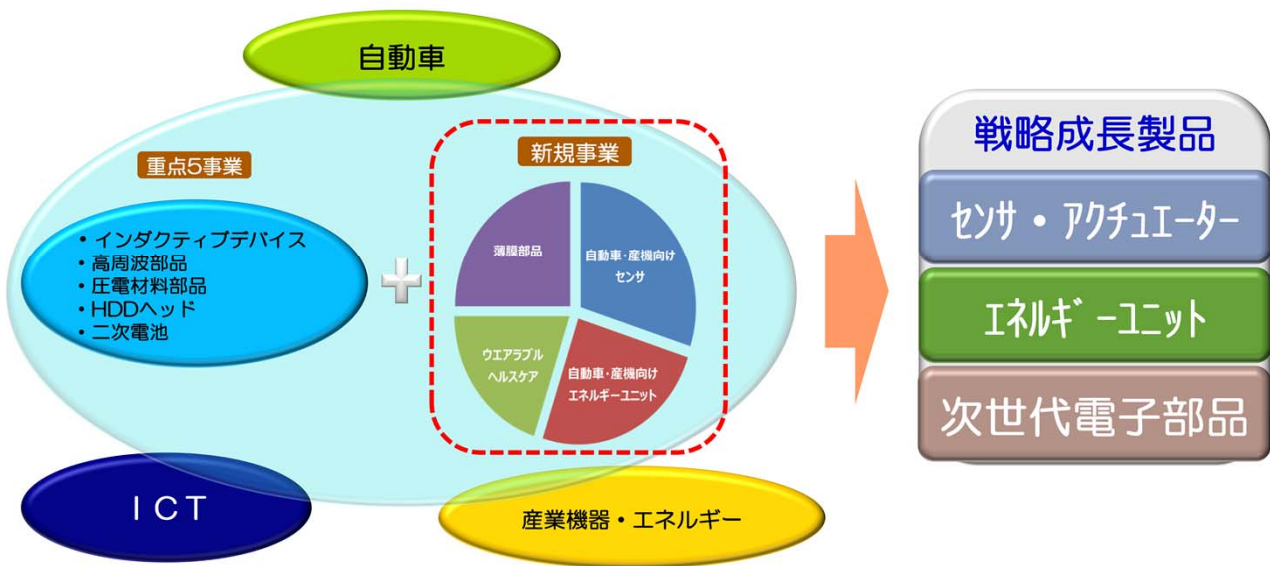 自動車
重点5事業
・インダクティブデバイス
・高周波部品
・圧電材料部品
・HDDヘッド
・二次電池
新規事業
薄膜部品
自動車・産機向け
センサ
ウエアラブル
ヘルスケア
自動車・産機向け
エネルギーユニット
ICT
産業機器・エネルギー
戦略成長製品
センサ・アクチュエーター
エネルギーユニット
次世代電子部品